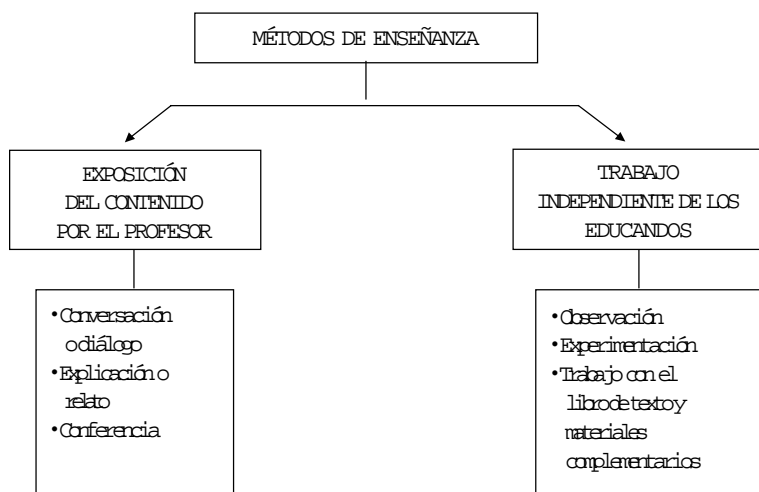 MÉTODOS DE ENSEÑANZA
EXPOSICIÓN
DEL CONTENIDO
POR EL PROFESOR
TRABAJO
INDEPENDIENTE DE LOS
EDUCANDOS
•Conversación
o diálogo
•Explicación o
relato
•Conferencia
•Observación
•Experimentación
•Trabajo con el
libro de texto y
materiales
complementarios